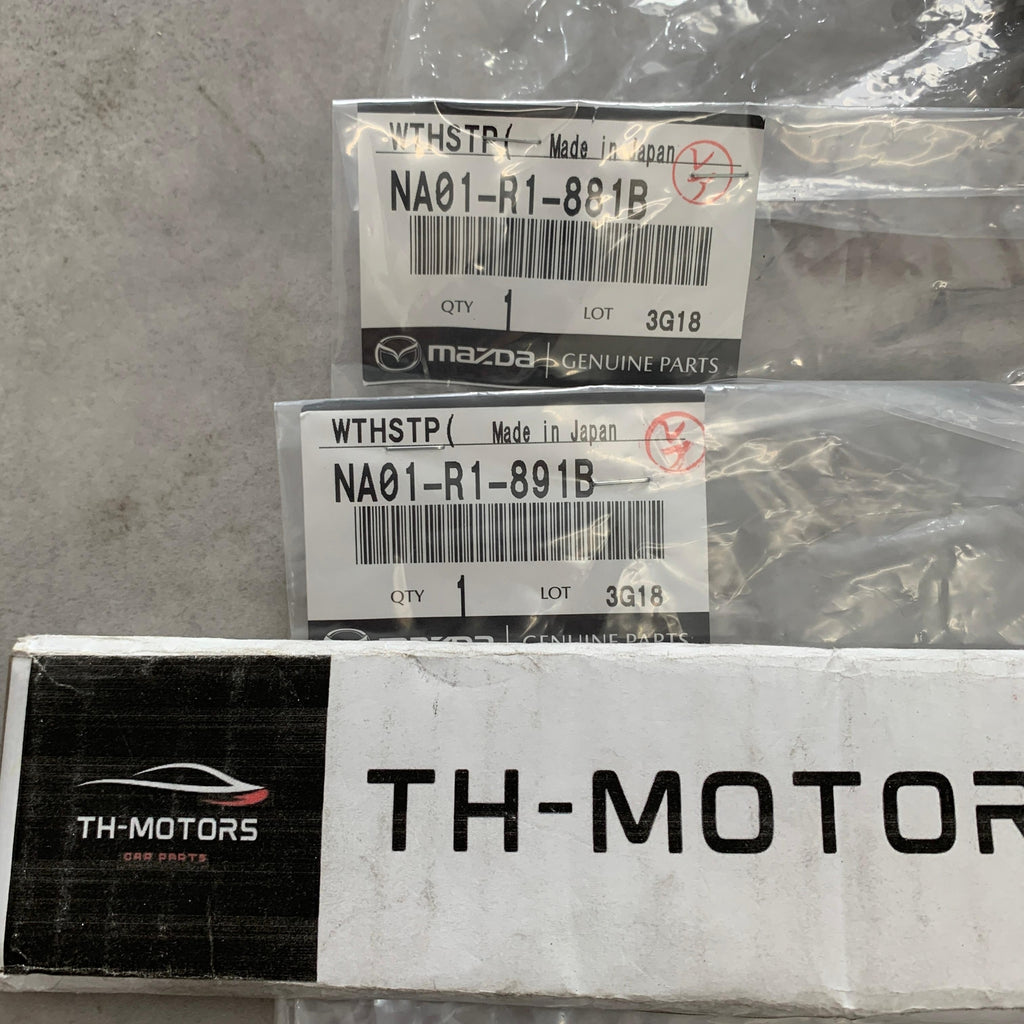 WTHSTP( Made in Japan
NA01-R1-881B
QTY 1 LOT 3G18
mazda GENUINE PARTS
WTHSTP( Made in Japan
NA01-R1-891B
QTY 1 LOT 3G18
mazda GENUINE PARTS
TH-MOTORS
CAR PARTS
TH-MOTOR